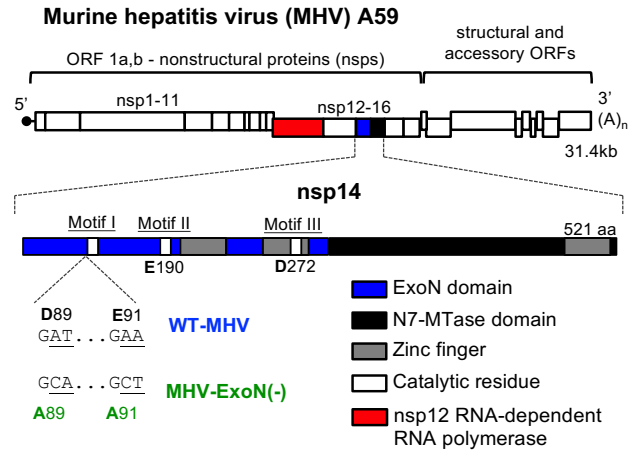 Murine hepatitis virus (MHV) A59
structural and
accessory ORFs
ORF 1a,b - nonstructural proteins (nsps)
5'
nsp1-11
nsp12-16
3'
(A)n
31.4kb
nsp14
Motif I
Motif II
Motif III
521 aa
E190
D272
D89
E91
GAT...GAA
WT-MHV
GCA...GCT
MHV-ExoN(-)
A89
A91
ExoN domain
N7-MTase domain
Zinc finger
Catalytic residue
nsp12 RNA-dependent
RNA polymerase